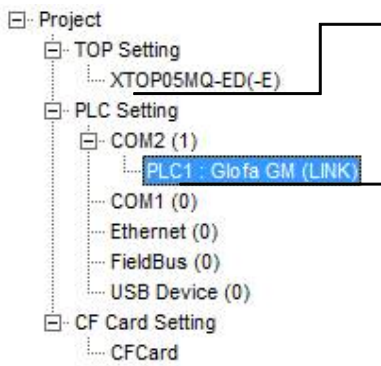 Project
TOP Setting
XTOP05MQ-ED(-E)
PLC Setting
COM2 (1)
PLC1 : Glofa GM (LINK)
COM1 (0)
Ethernet (0)
FieldBus (0)
USB Device (0)
CF Card Setting
CFCard